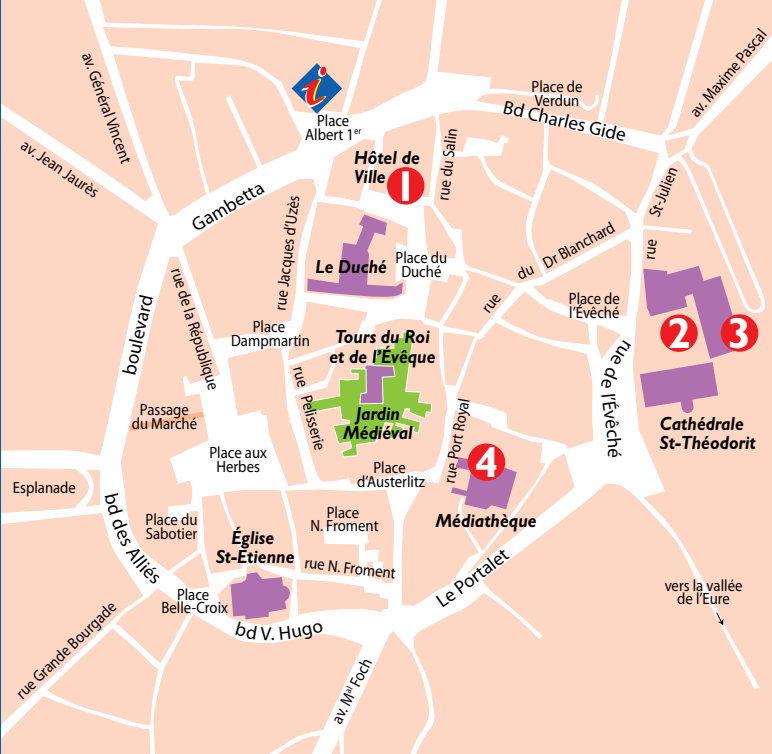 av. Maxime Pascal
av. Général Vincent
i
Place de
Verdun
Bd Charles Gide
Place
Albert 1er
av. Jean Jaurès
Hôtel de
Ville
1
rue du Salin
Gambetta
rue St-Julien
rue Jacques d'Uzès
Le Duché
Place du
Duché
rue du Dr Blanchard
rue de la République
boulevard
Place de
l'Évêché
Place
Dampmartin
Tours du Roi
et de l'Évêque
2
3
rue de l'Évêché
rue Pelisserie
Jardin
Médiéval
Passage
du Marché
rue Port Royal
Cathédrale
St-Théodorit
Place aux
Herbes
4
Place
d'Austerlitz
Esplanade
bd des Alliés
Place du
Sabotier
Place
N. Froment
Médiathèque
Église
St-Etienne
rue N. Froment
Le Portalet
vers la vallée
de l'Eure
Place
Belle-Croix
bd V. Hugo
rue Grande Bourgade
av. Mal Foch